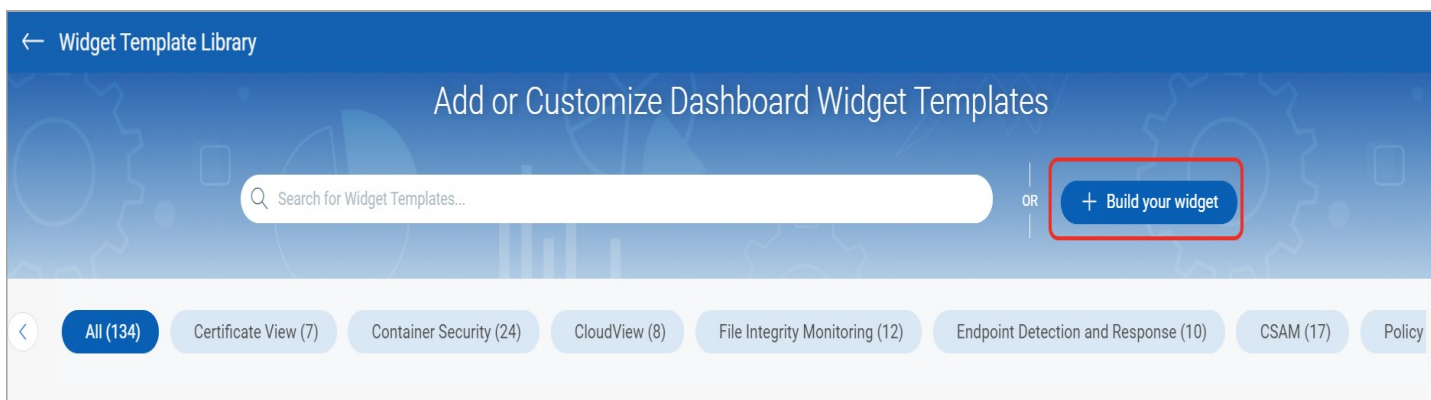 ← Widget Template Library
Add or Customize Dashboard Widget Templates
Search for Widget Templates...
OR
+ Build your widget
All (134) Certificate View (7) Container Security (24) CloudView (8) File Integrity Monitoring (12) Endpoint Detection and Response (10) CSAM (17) Policy